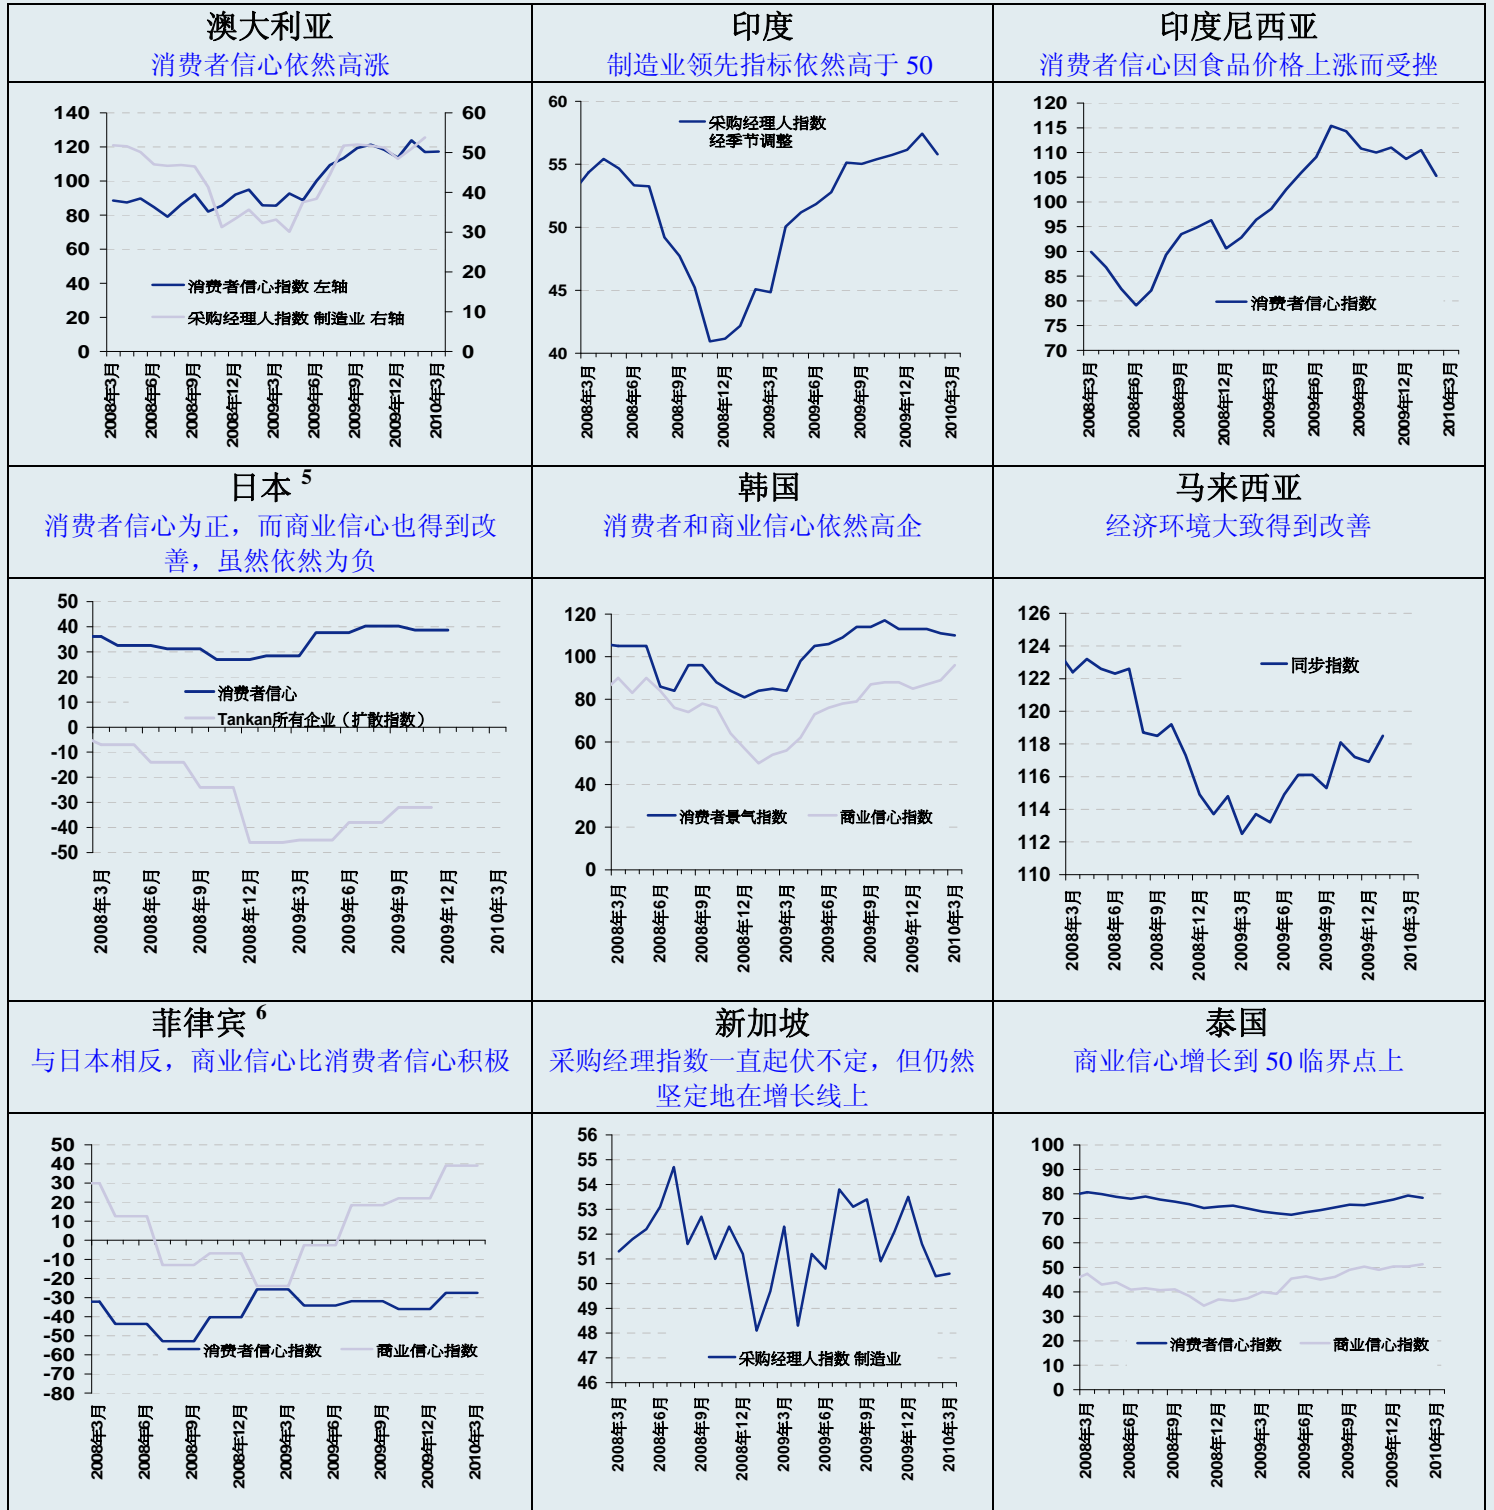 澳大利亚
消费者信心依然高涨
140
120
100
80
60
40
20
0
60
50
40
30
20
10
0
消费者信心指数 左轴
采购经理人指数 制造业 右轴
2008年3月
2008年6月
2008年9月
2008年12月
2009年3月
2009年6月
2009年9月
2009年12月
2010年3月
印度
制造业领先指标依然高于 50
60
55
50
45
40
采购经理人指数
经季节调整
2008年3月
2008年6月
2008年9月
2008年12月
2009年3月
2009年6月
2009年9月
2009年12月
2010年3月
印度尼西亚
消费者信心因食品价格上涨而受挫
120
115
110
105
100
95
90
85
80
75
70
消费者信心指数
2008年3月
2008年6月
2008年9月
2008年12月
2009年3月
2009年6月
2009年9月
2009年12月
2010年3月
日本 5
消费者信心为正，而商业信心也得到改
善，虽然依然为负
50
40
30
20
10
0
-10
-20
-30
-40
-50
消费者信心
Tankan所有企业（扩散指数）
2008年3月
2008年6月
2008年9月
2008年12月
2009年3月
2009年6月
2009年9月
2009年12月
2010年3月
韩国
消费者和商业信心依然高企
120
100
80
60
40
20
0
消费者景气指数
商业信心指数
2008年3月
2008年6月
2008年9月
2008年12月
2009年3月
2009年6月
2009年9月
2009年12月
2010年3月
马来西亚
经济环境大致得到改善
126
124
122
120
118
116
114
112
110
同步指数
2008年3月
2008年6月
2008年9月
2008年12月
2009年3月
2009年6月
2009年9月
2009年12月
2010年3月
菲律宾 6
与日本相反，商业信心比消费者信心积极
50
40
30
20
10
0
-10
-20
-30
-40
-50
-60
-70
-80
消费者信心指数
商业信心指数
2008年3月
2008年6月
2008年9月
2008年12月
2009年3月
2009年6月
2009年9月
2009年12月
2010年3月
新加坡
采购经理指数一直起伏不定，但仍然
坚定地在增长线上
56
55
54
53
52
51
50
49
48
47
46
采购经理人指数 制造业
2008年3月
2008年6月
2008年9月
2008年12月
2009年3月
2009年6月
2009年9月
2009年12月
2010年3月
泰国
商业信心增长到 50 临界点上
100
90
80
70
60
50
40
30
20
10
0
消费者信心指数
商业信心指数
2008年3月
2008年6月
2008年9月
2008年12月
2009年3月
2009年6月
2009年9月
2009年12月
2010年3月